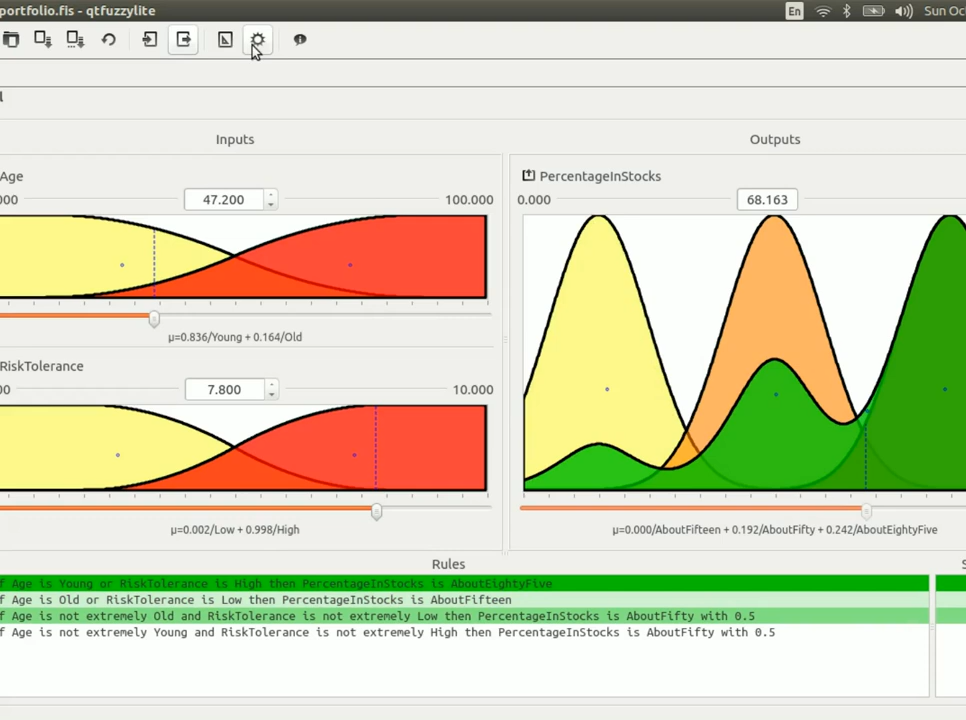 portfolio.fis - qtfuzzylite
En
Sun Oc
l
Inputs
Outputs
Age
PercentageInStocks
000
47.200
100.000
0.000
68.163
μ=0.836/Young + 0.164/Old
RiskTolerance
00
7.800
10.000
μ=0.002/Low + 0.998/High
μ=0.000/AboutFifteen + 0.192/AboutFifty + 0.242/AboutEightyFive
Rules
S
f Age is Young or RiskTolerance is High then PercentageInStocks is AboutEightyFive
f Age is Old or RiskTolerance is Low then PercentageInStocks is AboutFifteen
f Age is not extremely Old and RiskTolerance is not extremely Low then PercentageInStocks is AboutFifty with 0.5
f Age is not extremely Young and RiskTolerance is not extremely High then PercentageInStocks is AboutFifty with 0.5